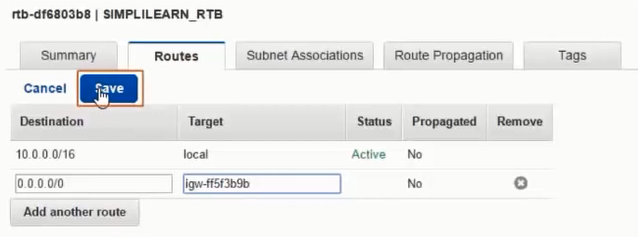 rtb-df6803b8 | SIMPLILEARN_RTB
Summary Routes Subnet Associations Route Propagation Tags
Cancel Save
Destination Target Status Propagated Remove
10.0.0.0/16 local Active No
0.0.0.0/0 igw-ff5f3b9b No
Add another route